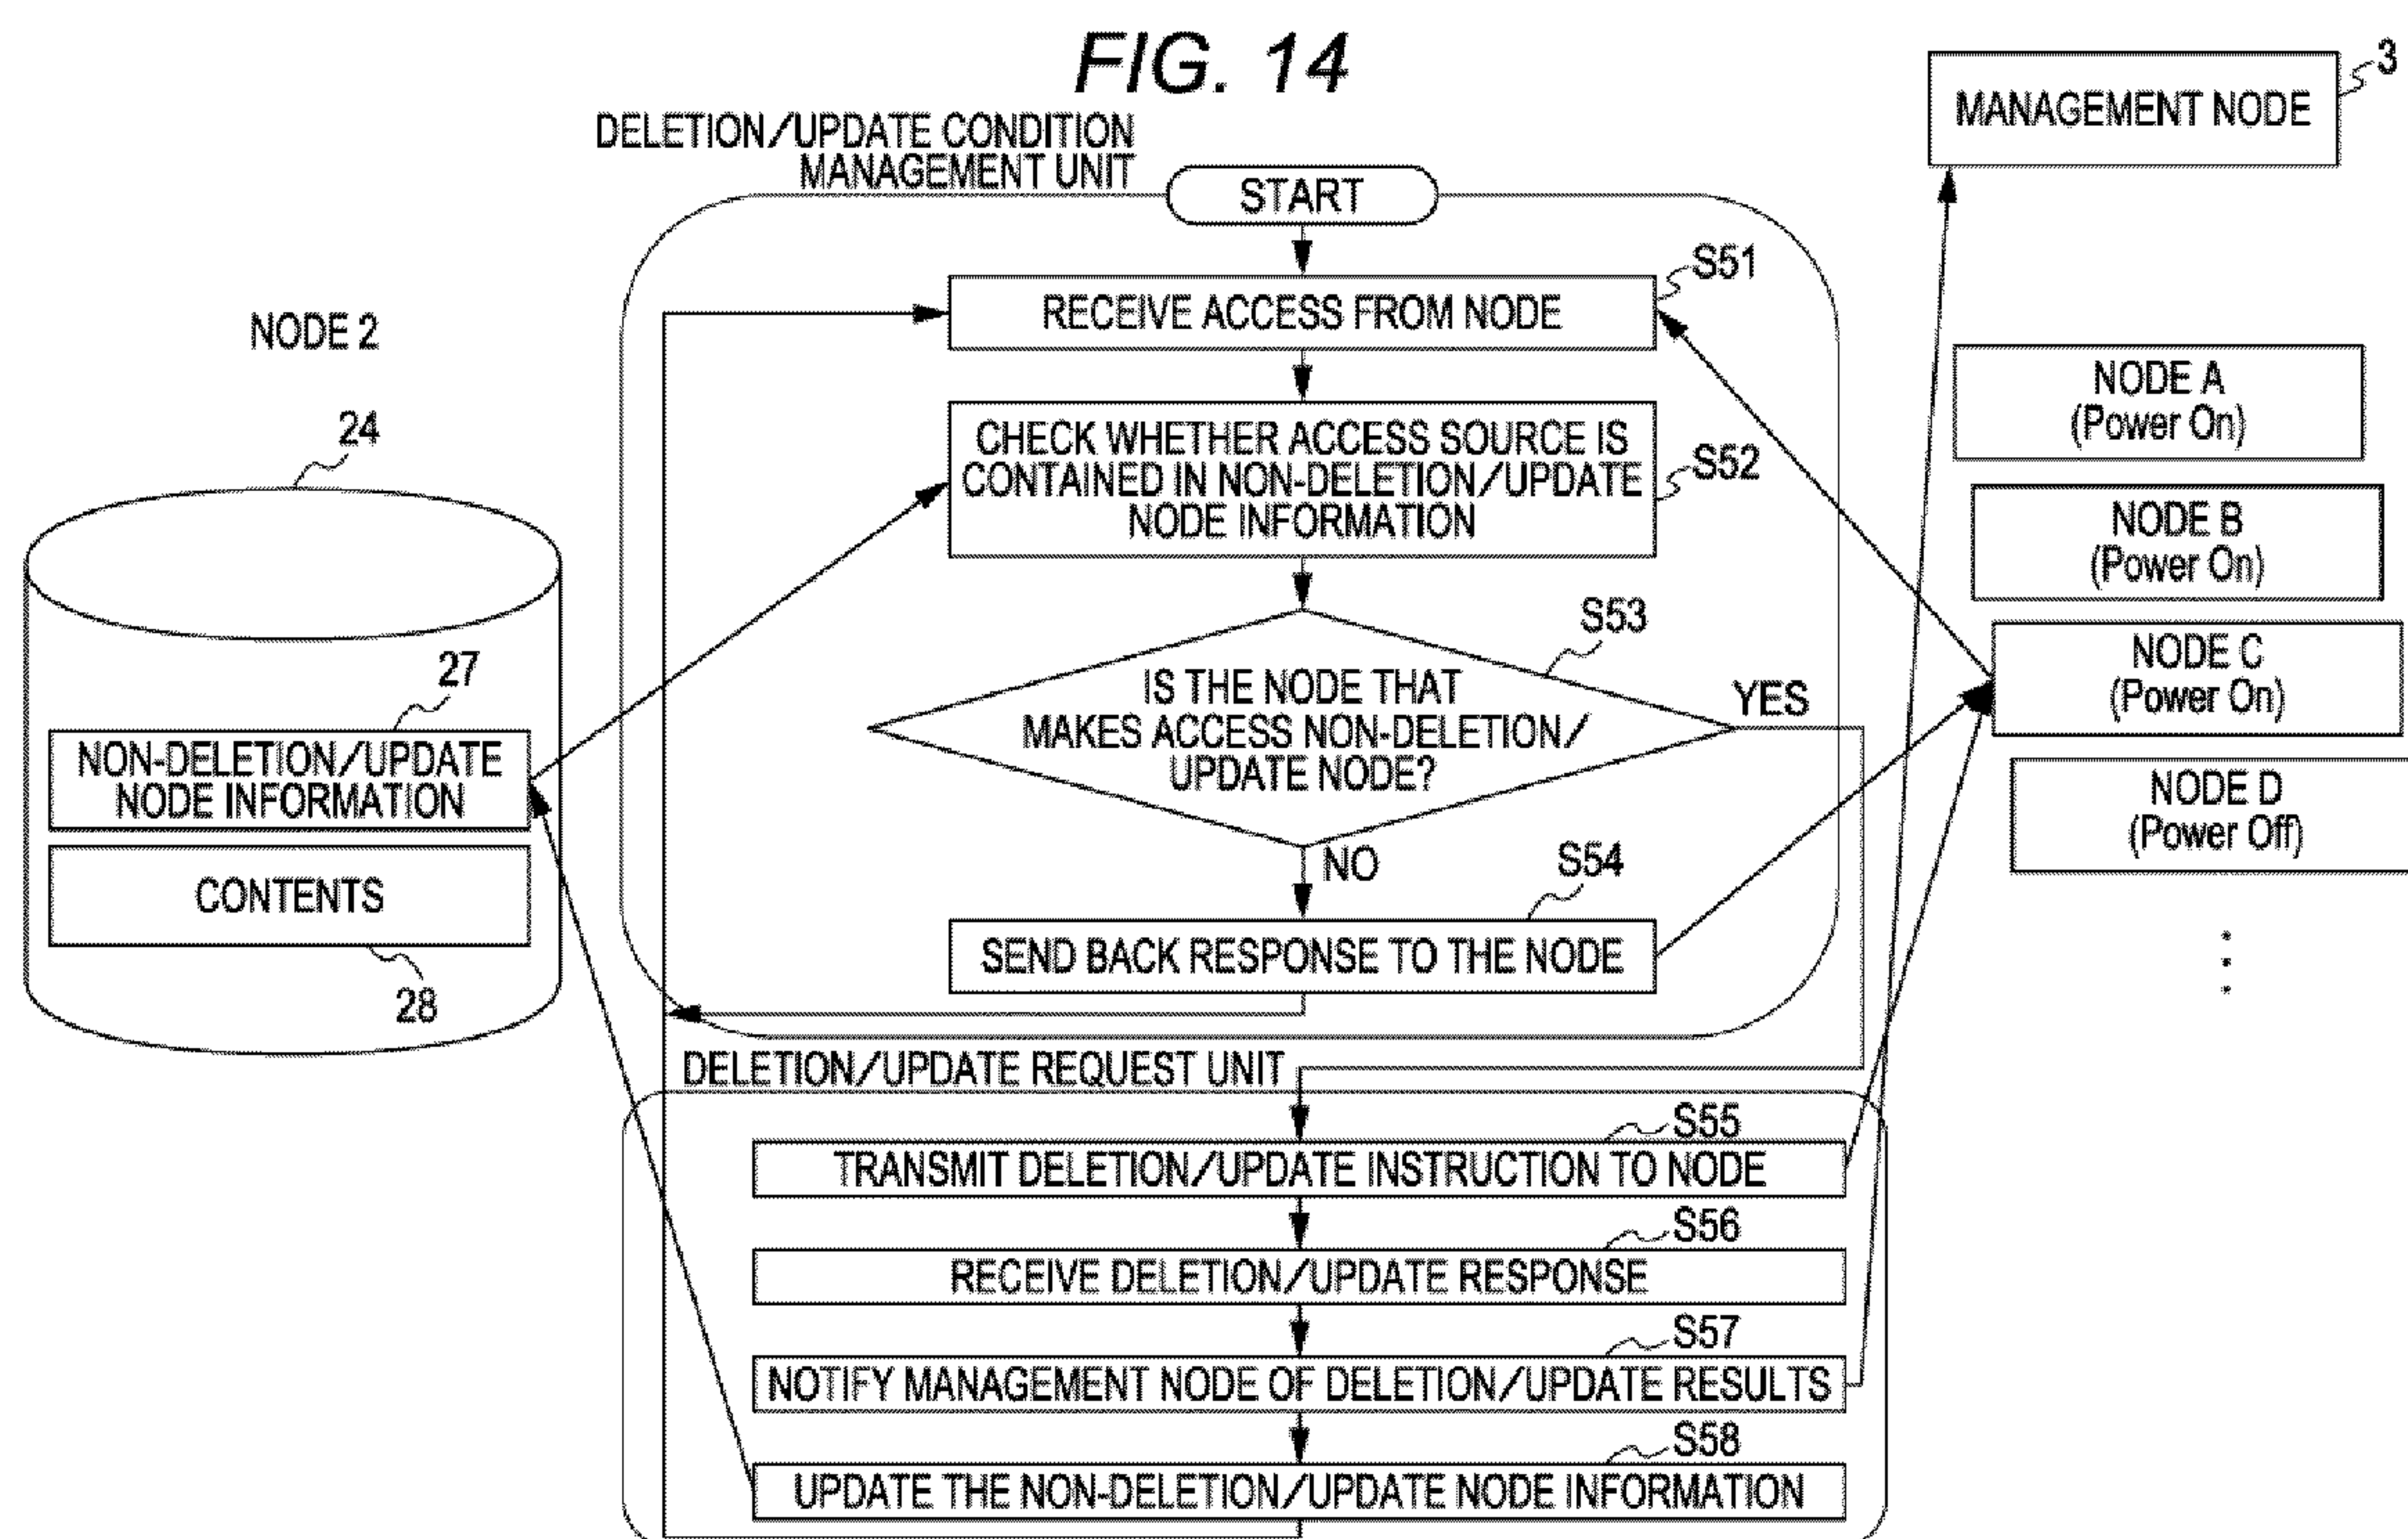 FIG. 14
DELETION/UPDATE CONDITION
MANAGEMENT UNIT
START
S51
RECEIVE ACCESS FROM NODE
CHECK WHETHER ACCESS SOURCE IS
CONTAINED IN NON-DELETION/UPDATE
NODE INFORMATION
S52
S53
IS THE NODE THAT
MAKES ACCESS NON-DELETION/
UPDATE NODE?
YES
NO
S54
SEND BACK RESPONSE TO THE NODE
NODE 2
24
27
NON-DELETION/UPDATE
NODE INFORMATION
CONTENTS
28
DELETION/UPDATE REQUEST UNIT
S55
TRANSMIT DELETION/UPDATE INSTRUCTION TO NODE
S56
RECEIVE DELETION/UPDATE RESPONSE
S57
NOTIFY MANAGEMENT NODE OF DELETION/UPDATE RESULTS
S58
UPDATE THE NON-DELETION/UPDATE NODE INFORMATION
3
MANAGEMENT NODE
NODE A
(Power On)
NODE B
(Power On)
NODE C
(Power On)
NODE D
(Power Off)